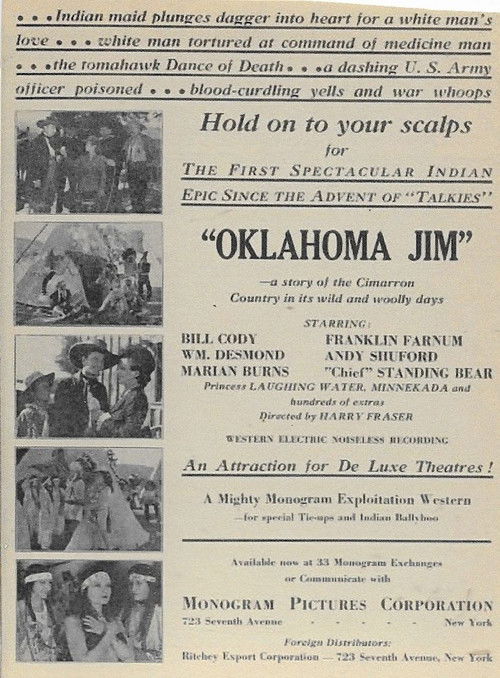 • • • Indian maid plunges dagger into heart for a white man's
love • • • white man tortured at command of medicine man
• • • the tomahawk Dance of Death • • • a dashing U. S. Army
officer poisoned • • • blood-curdling yells and war whoops
Hold on to your scalps
for
THE FIRST SPECTACULAR INDIAN
EPIC SINCE THE ADVENT OF "TALKIES"
"OKLAHOMA JIM"
—a story of the Cimarron
Country in its wild and woolly days
STARRING:
BILL CODY FRANKLIN FARNUM
WM. DESMOND ANDY SHUFORD
MARIAN BURNS "Chief" STANDING BEAR
Princess LAUGHING WATER, MINNEKADA and
hundreds of extras
Directed by HARRY FRASER
WESTERN ELECTRIC NOISELESS RECORDING
An Attraction for De Luxe Theatres!
A Mighty Monogram Exploitation Western
—for special Tie-ups and Indian Ballyhoo
Available now at 33 Monogram Exchanges
or Communicate with
MONOGRAM PICTURES CORPORATION
723 Seventh Avenue - - - - - New York
Foreign Distributors:
Ritchey Export Corporation — 723 Seventh Avenue, New York